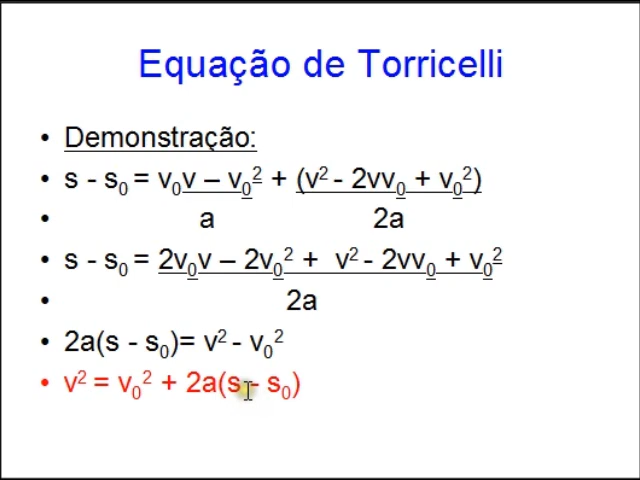 Equação de Torricelli
• Demonstração:
• s - s₀ = v₀v – v₀² + (v² - 2vv₀ + v₀²)
• a 2a
• s - s₀ = 2v₀v – 2v₀² + v² - 2vv₀ + v₀²
• 2a
• 2a(s - s₀)= v² - v₀²
• v² = v₀² + 2a(s - s₀)